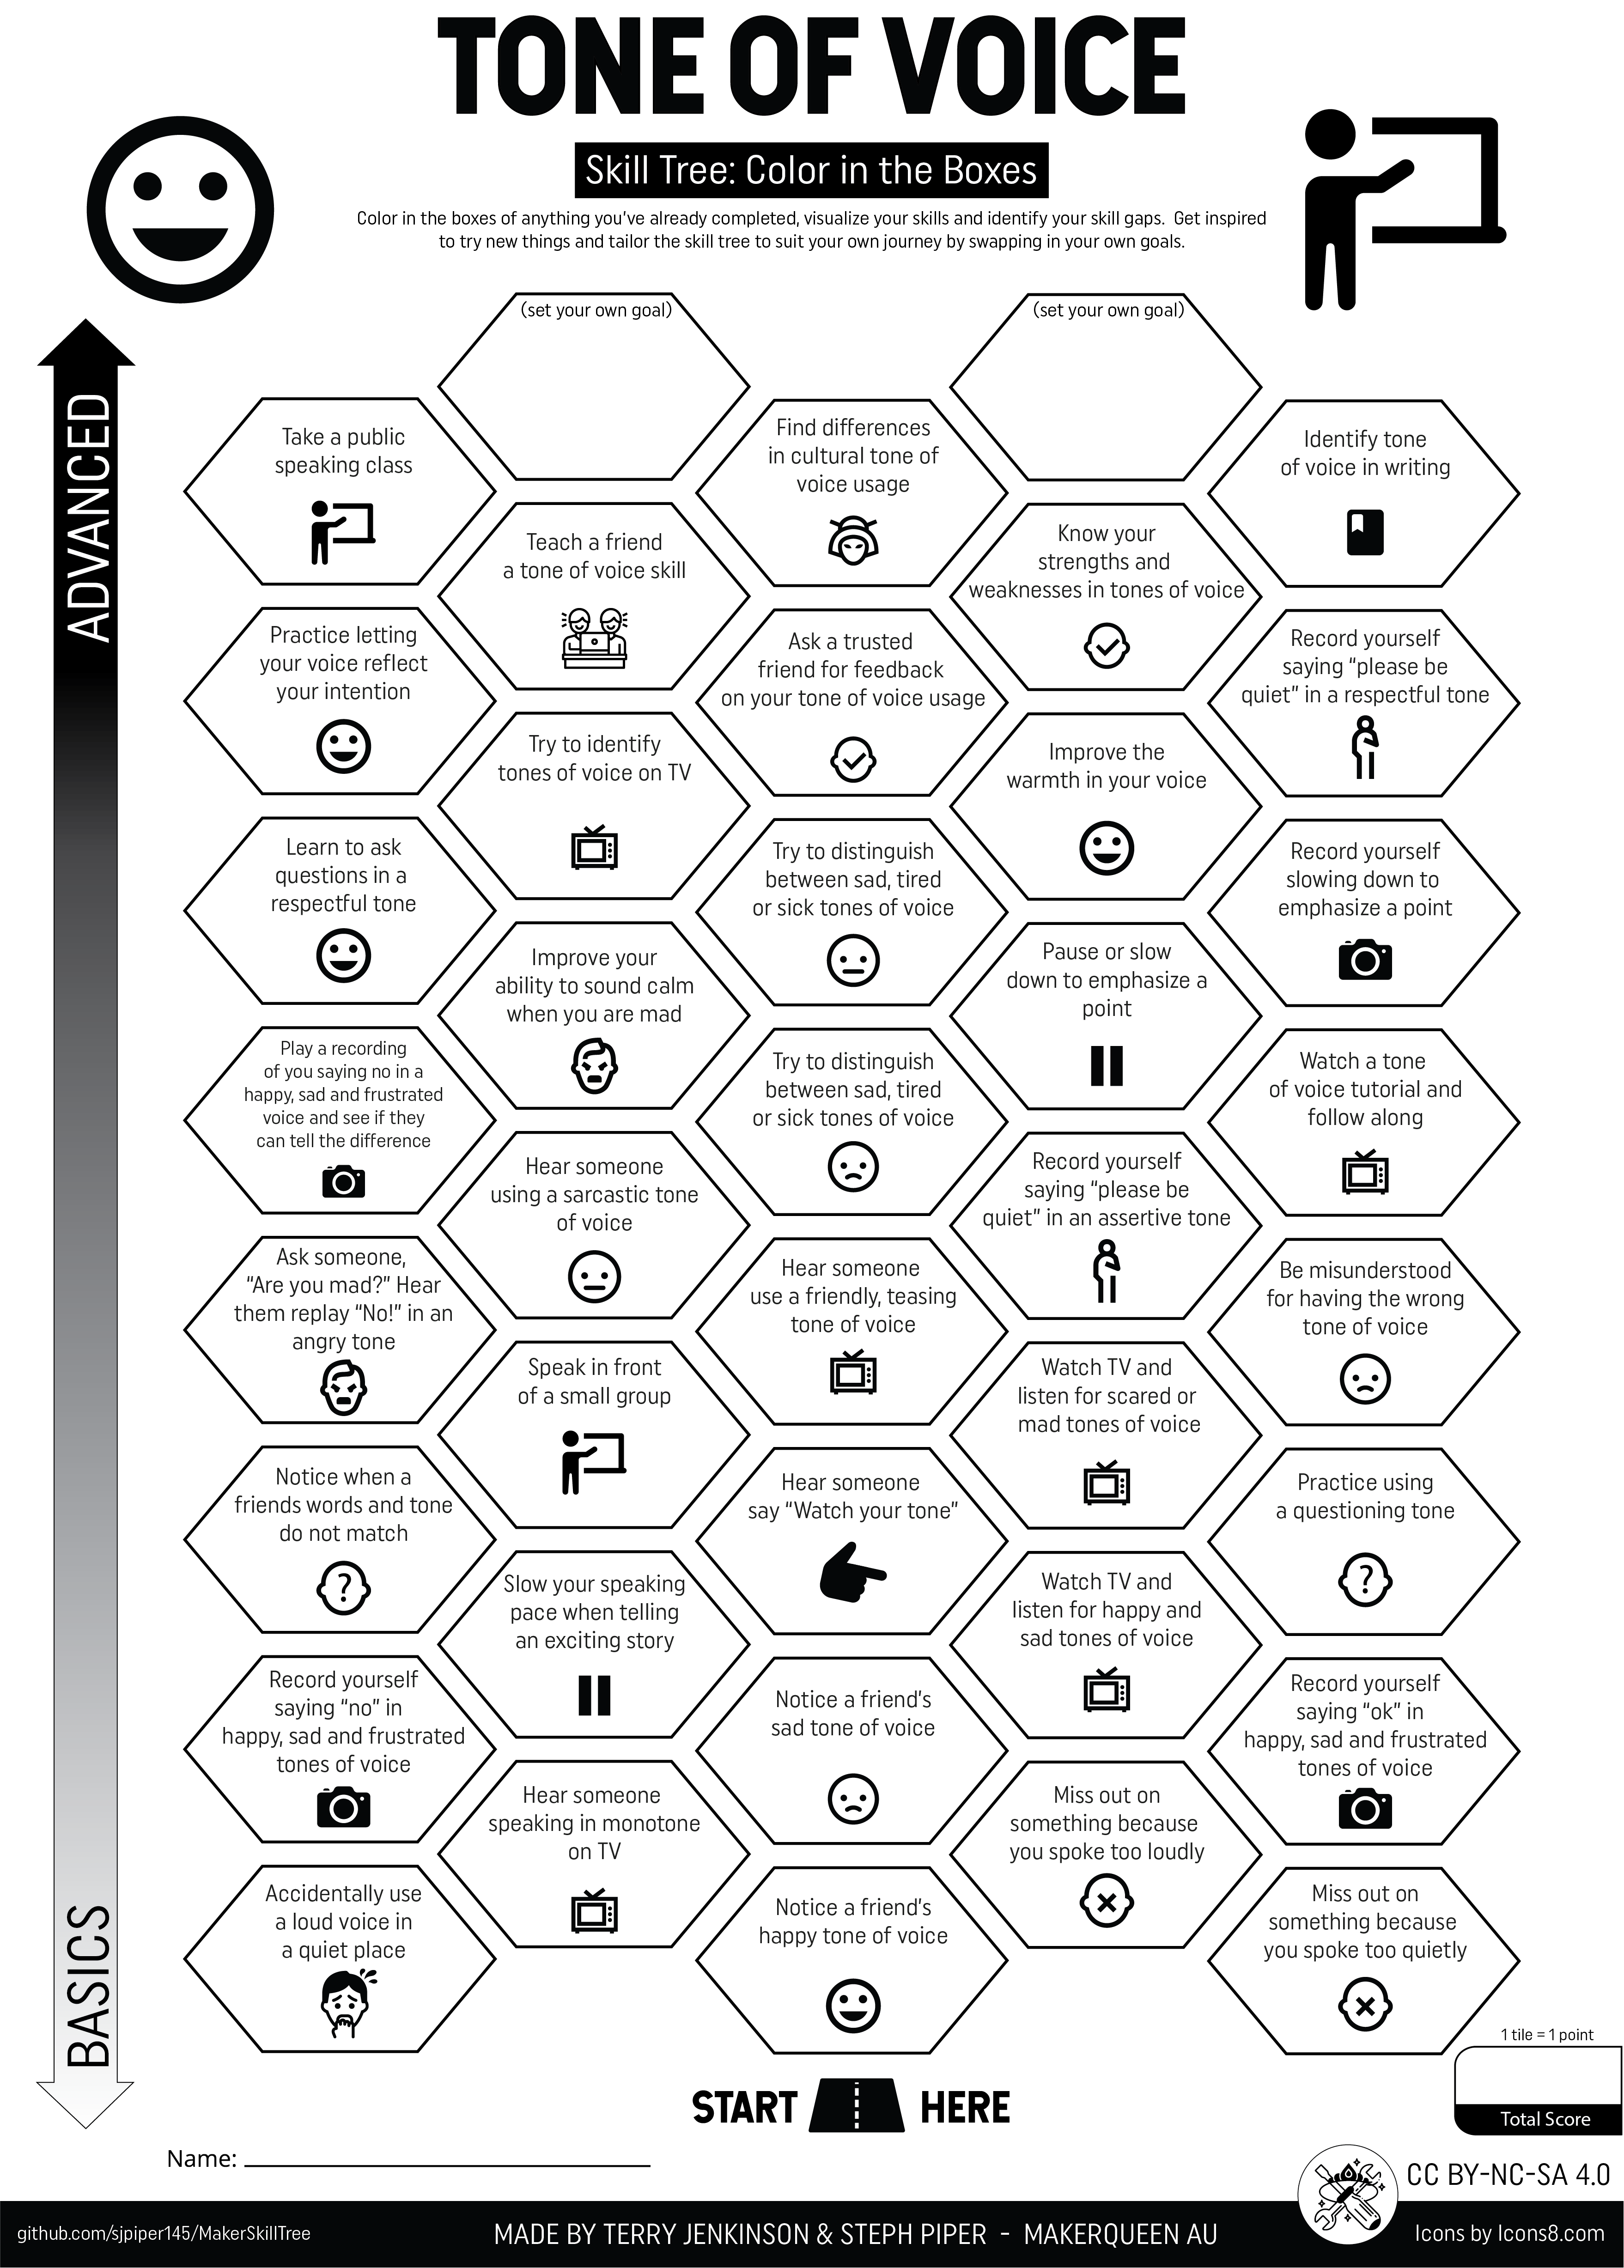 TONE OF VOICE
Skill Tree: Color in the Boxes
Color in the boxes of anything you've already completed, visualize your skills and identify your skill gaps. Get inspired
to try new things and tailor the skill tree to suit your own journey by swapping in your own goals.
ADVANCED
(set your own goal)
(set your own goal)
Take a public
speaking class
Find differences
in cultural tone of
voice usage
Identify tone
of voice in writing
Teach a friend
a tone of voice skill
Know your
strengths and
weaknesses in tones of voice
Practice letting
your voice reflect
your intention
Ask a trusted
friend for feedback
on your tone of voice usage
Record yourself
saying “please be
quiet” in a respectful tone
Try to identify
tones of voice on TV
Improve the
warmth in your voice
Learn to ask
questions in a
respectful tone
Try to distinguish
between sad, tired
or sick tones of voice
Record yourself
slowing down to
emphasize a point
Improve your
ability to sound calm
when you are mad
Pause or slow
down to emphasize a
point
Play a recording
of you saying no in a
happy, sad and frustrated
voice and see if they
can tell the difference
Try to distinguish
between sad, tired
or sick tones of voice
Watch a tone
of voice tutorial and
follow along
Hear someone
using a sarcastic tone
of voice
Record yourself
saying “please be
quiet” in an assertive tone
Ask someone,
“Are you mad?” Hear
them replay “No!” in an
angry tone
Hear someone
use a friendly, teasing
tone of voice
Be misunderstood
for having the wrong
tone of voice
Speak in front
of a small group
Watch TV and
listen for scared or
mad tones of voice
Notice when a
friends words and tone
do not match
?
Hear someone
say “Watch your tone”
Practice using
a questioning tone
?
Slow your speaking
pace when telling
an exciting story
Watch TV and
listen for happy and
sad tones of voice
Record yourself
saying “no” in
happy, sad and frustrated
tones of voice
Notice a friend's
sad tone of voice
Record yourself
saying “ok” in
happy, sad and frustrated
tones of voice
Hear someone
speaking in monotone
on TV
Miss out on
something because
you spoke too loudly
Accidentally use
a loud voice in
a quiet place
Notice a friend's
happy tone of voice
Miss out on
something because
you spoke too quietly
BASICS
1 tile = 1 point
Total Score
START HERE
Name:
CC BY-NC-SA 4.0
github.com/sjpiper145/MakerSkillTree
MADE BY TERRY JENKINSON & STEPH PIPER - MAKERQUEEN AU
Icons by Icons8.com